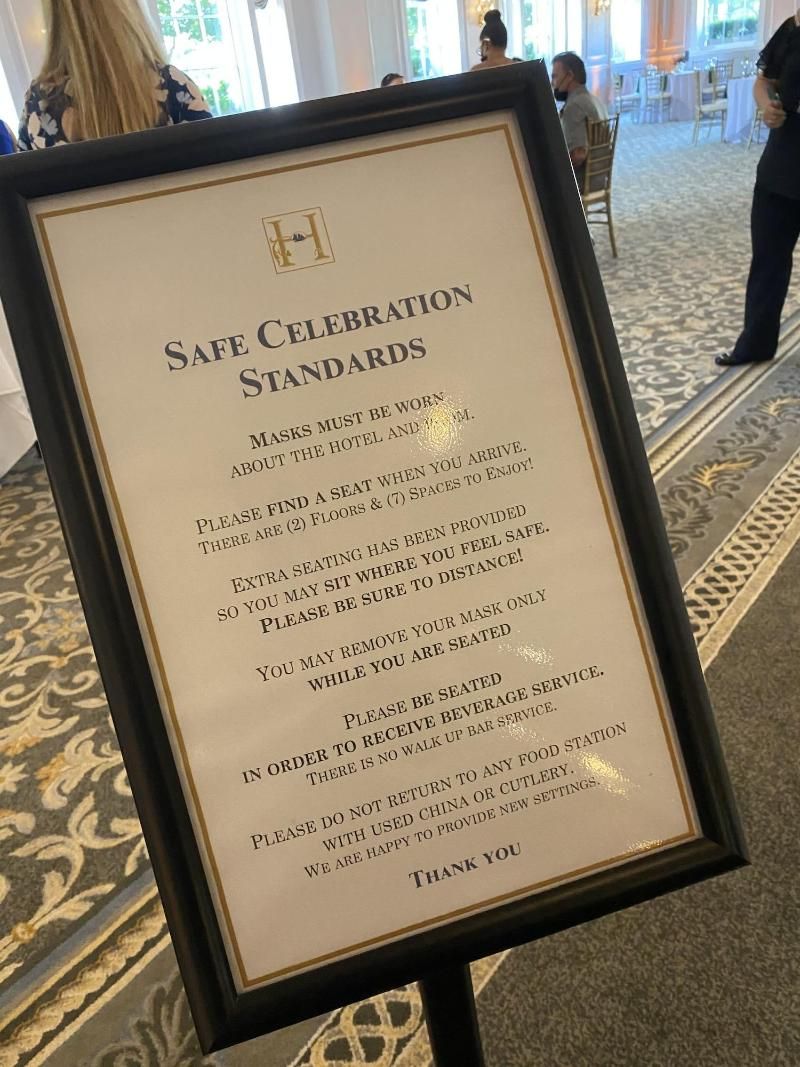 H
SAFE CELEBRATION
STANDARDS
MASKS MUST BE WORN
ABOUT THE HOTEL AND ROOM.
PLEASE FIND A SEAT WHEN YOU ARRIVE.
THERE ARE (2) FLOORS & (7) SPACES TO ENJOY!
EXTRA SEATING HAS BEEN PROVIDED
SO YOU MAY SIT WHERE YOU FEEL SAFE.
PLEASE BE SURE TO DISTANCE!
YOU MAY REMOVE YOUR MASK ONLY
WHILE YOU ARE SEATED
PLEASE BE SEATED
IN ORDER TO RECEIVE BEVERAGE SERVICE.
THERE IS NO WALK UP BAR SERVICE.
PLEASE DO NOT RETURN TO ANY FOOD STATION
WITH USED CHINA OR CUTLERY.
WE ARE HAPPY TO PROVIDE NEW SETTINGS.
THANK YOU